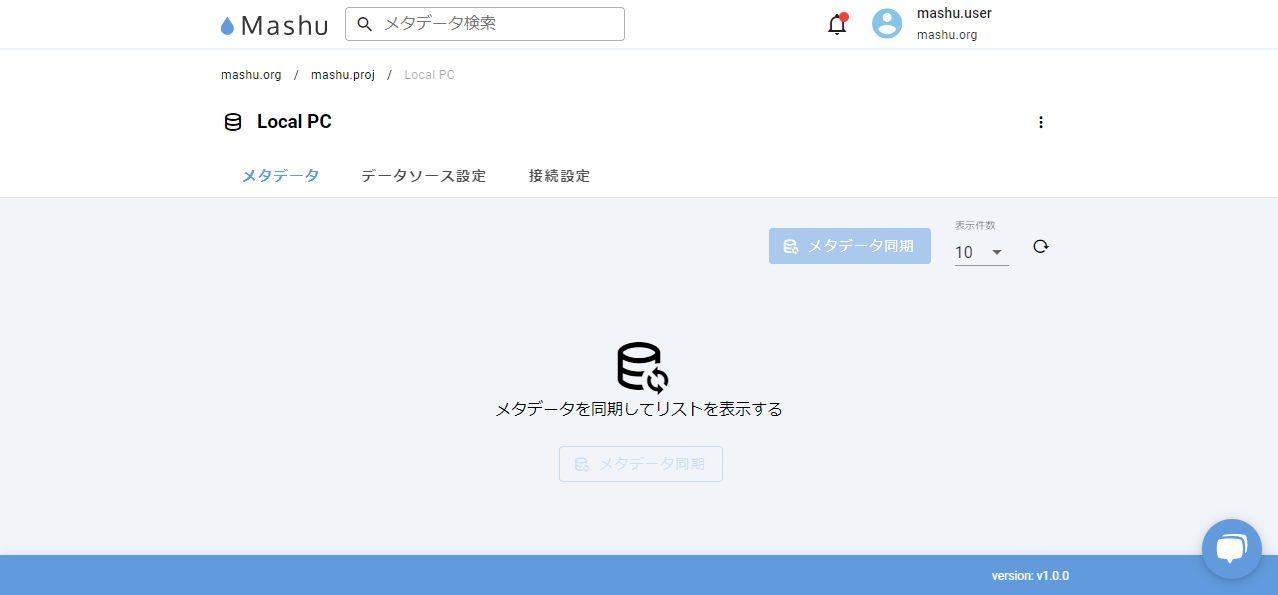 Mashu
メタデータ検索
mashu.user
mashu.org
mashu.org / mashu.proj / Local PC
Local PC
メタデータ
データソース設定
接続設定
メタデータ同期
表示件数
10
メタデータを同期してリストを表示する
メタデータ同期
version: v1.0.0